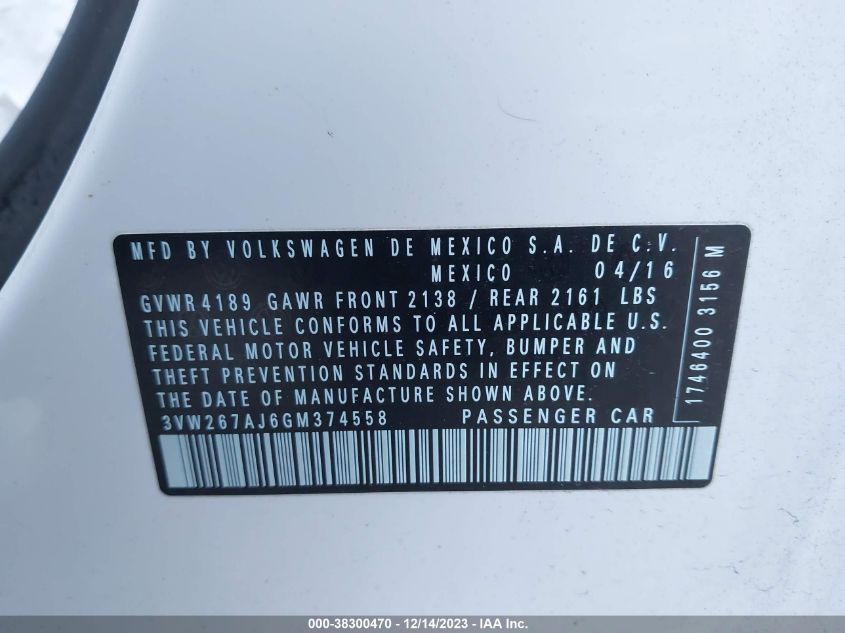 MFD BY VOLKSWAGEN DE MEXICO S.A. DE C.V.
MEXICO 04/16
GVWR 4189 GAWR FRONT 2138 / REAR 2161 LBS
THIS VEHICLE CONFORMS TO ALL APPLICABLE U.S.
FEDERAL MOTOR VEHICLE SAFETY, BUMPER AND
THEFT PREVENTION STANDARDS IN EFFECT ON
THE DATE OF MANUFACTURE SHOWN ABOVE.
3VW267AJ6GM374558 PASSENGER CAR
1746400 3156 M
000-38300470 - 12/14/2023 - © IAA Inc.